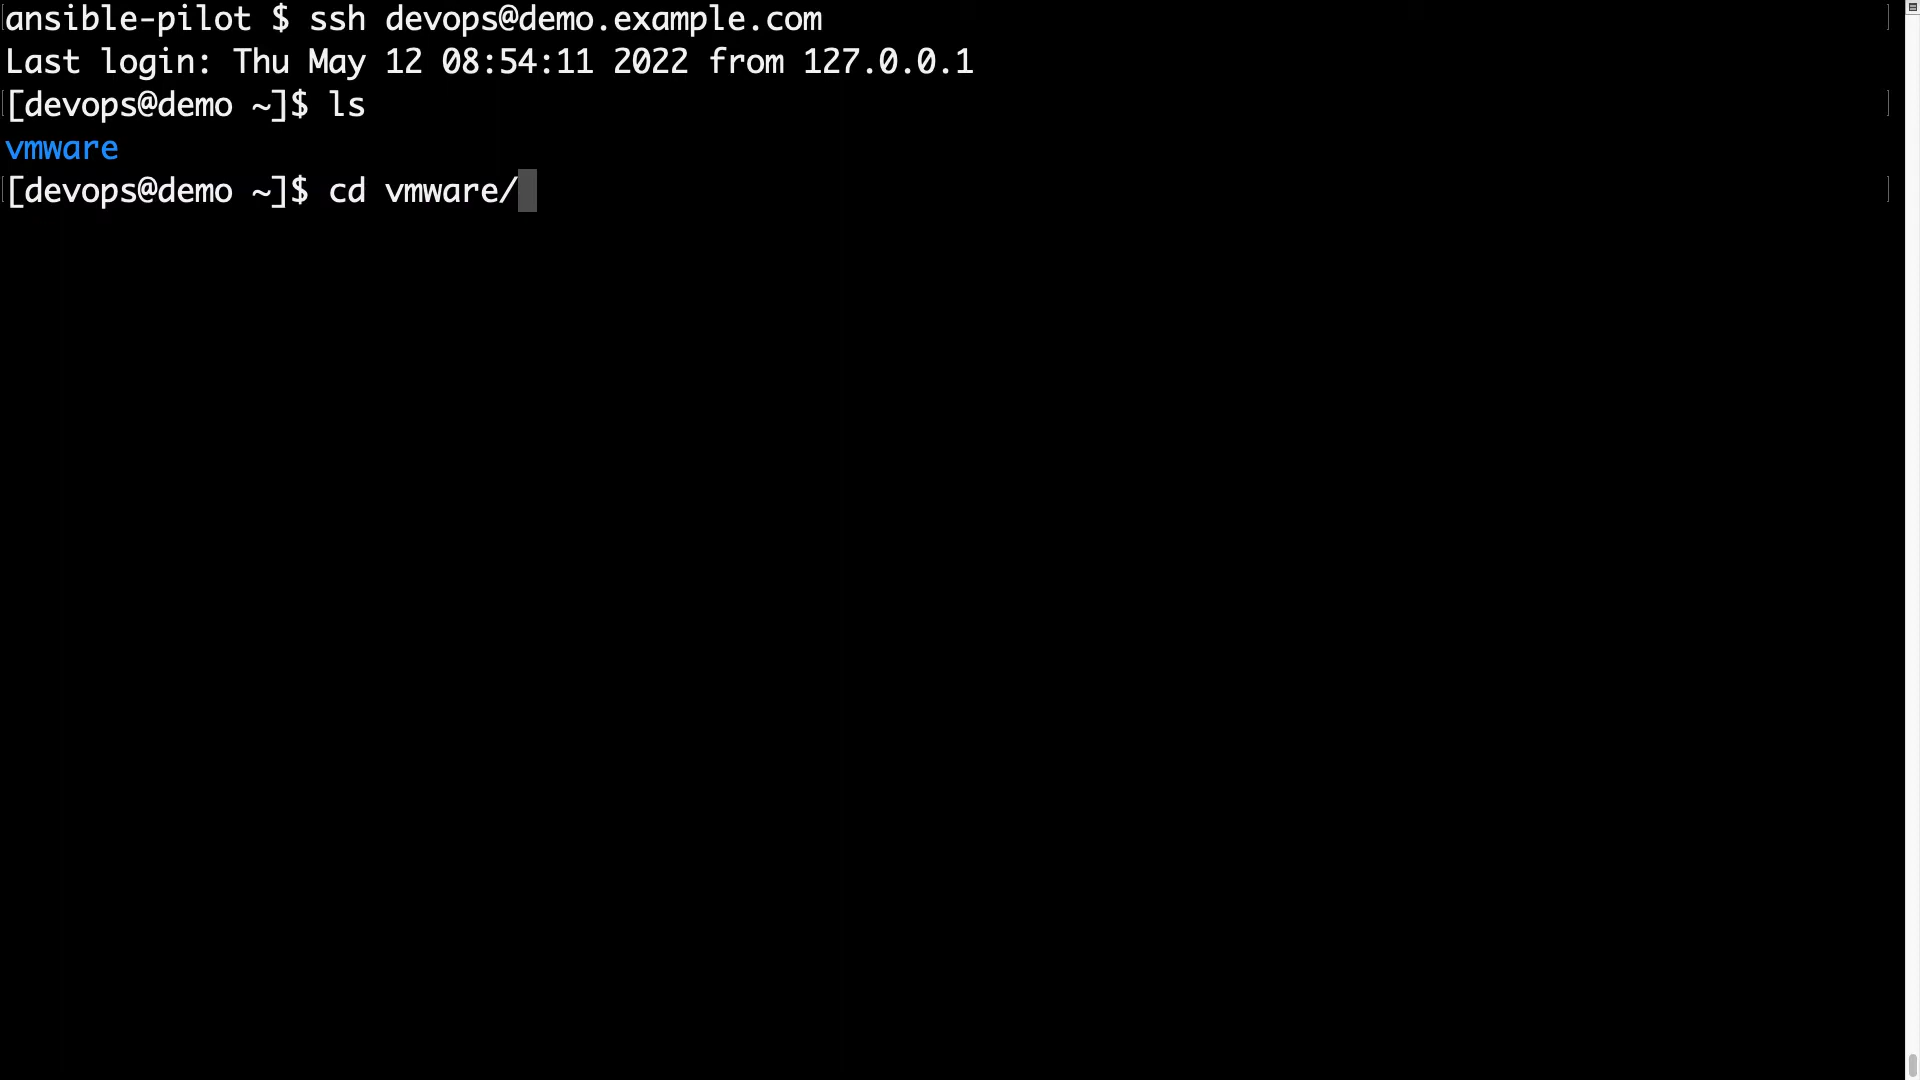 ansible-pilot $ ssh devops@demo.example.com
Last login: Thu May 12 08:54:11 2022 from 127.0.0.1
[devops@demo ~]$ ls
vmware
[devops@demo ~]$ cd vmware/